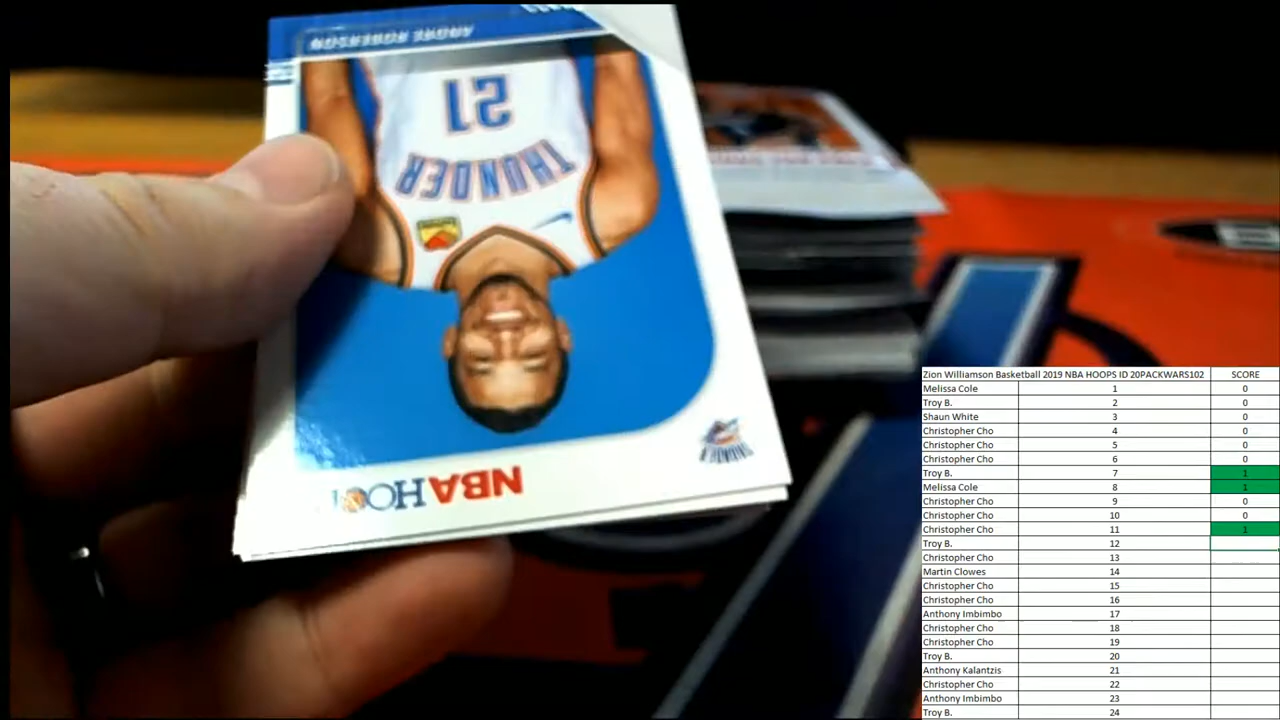 ANDRE ROBERSON
21
THUNDER
NBA HOOPS
Zion Williamson Basketball 2019 NBA HOOPS ID 20PACKWARS102 SCORE
Melissa Cole 1 0
Troy B. 2 0
Shaun White 3 0
Christopher Cho 4 0
Christopher Cho 5 0
Christopher Cho 6 0
Troy B. 7 1
Melissa Cole 8 1
Christopher Cho 9 0
Christopher Cho 10 0
Christopher Cho 11 1
Troy B. 12
Christopher Cho 13
Martin Clowes 14
Christopher Cho 15
Christopher Cho 16
Anthony Imbimbo 17
Christopher Cho 18
Christopher Cho 19
Troy B. 20
Anthony Kalantzis 21
Christopher Cho 22
Anthony Imbimbo 23
Troy B. 24